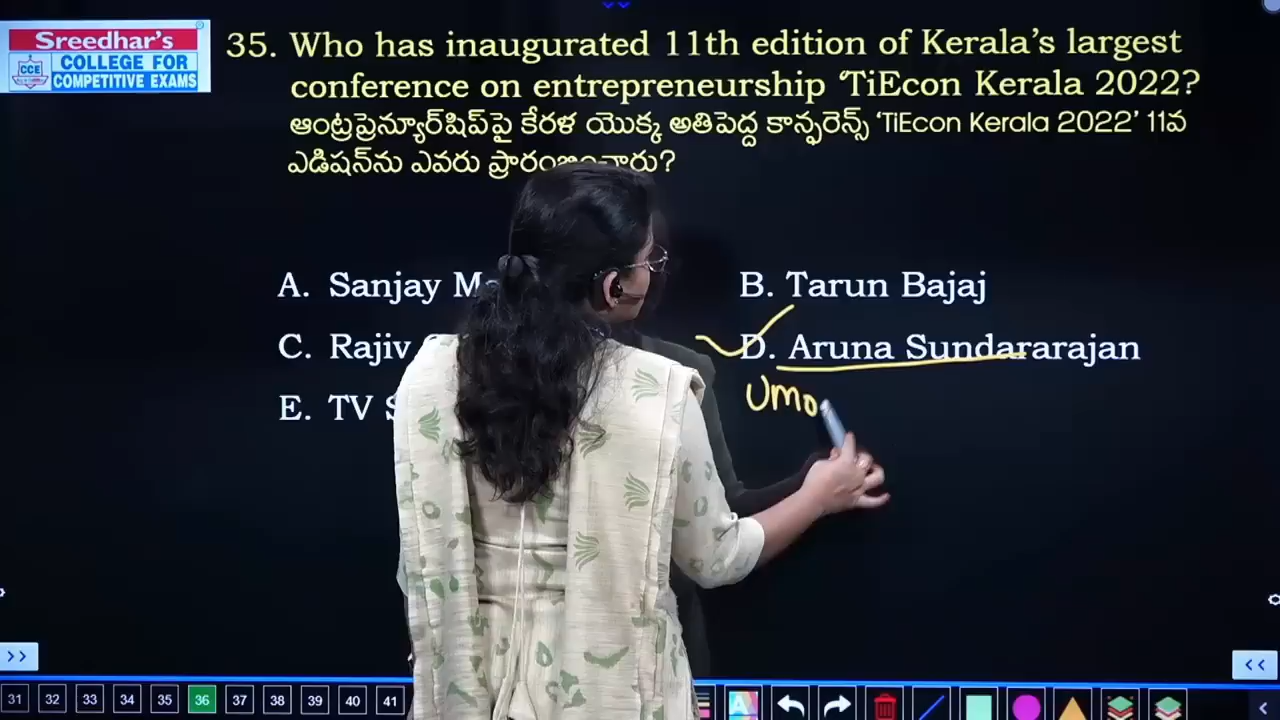 Sreedhar's
CCE
COLLEGE FOR
COMPETITIVE EXAMS
35. Who has inaugurated 11th edition of Kerala's largest
conference on entrepreneurship 'TiEcon Kerala 2022?
ఆంట్రప్రెన్యూర్‌షిప్‌పై కేరళ యొక్క అతిపెద్ద కాన్ఫరెన్స్ 'TiEcon Kerala 2022' 11వ
ఎడిషన్‌ను ఎవరు ప్రారంభించారు?
A. Sanjay
B. Tarun Bajaj
C. Rajiv
D. Aruna Sundararajan
E. TV
31 32 33 34 35 36 37 38 39 40 41